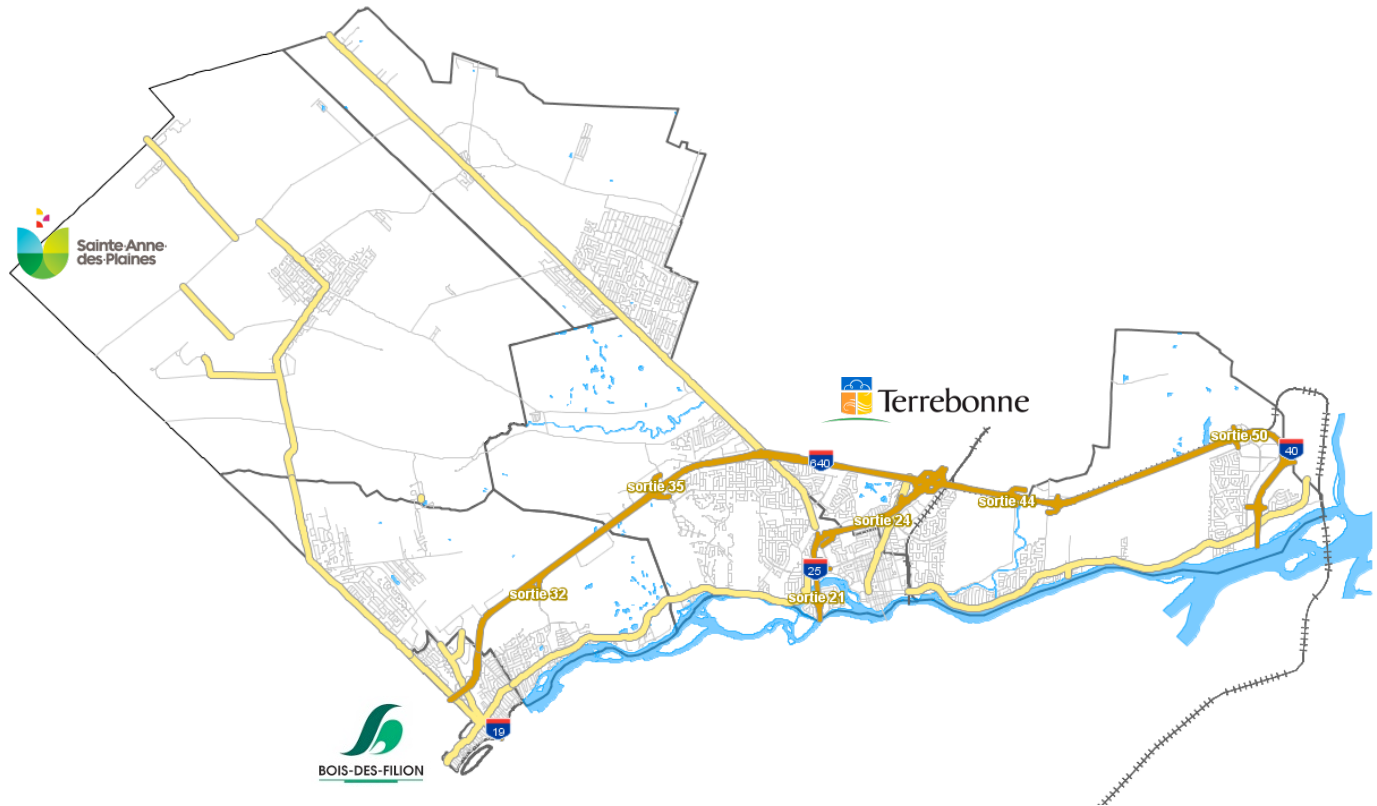 Sainte-Anne-
des-Plaines
Terrebonne
sortie 50
40
640
sortie 35
sortie 44
sortie 24
25
sortie 32
sortie 21
19
BOIS-DES-FILION